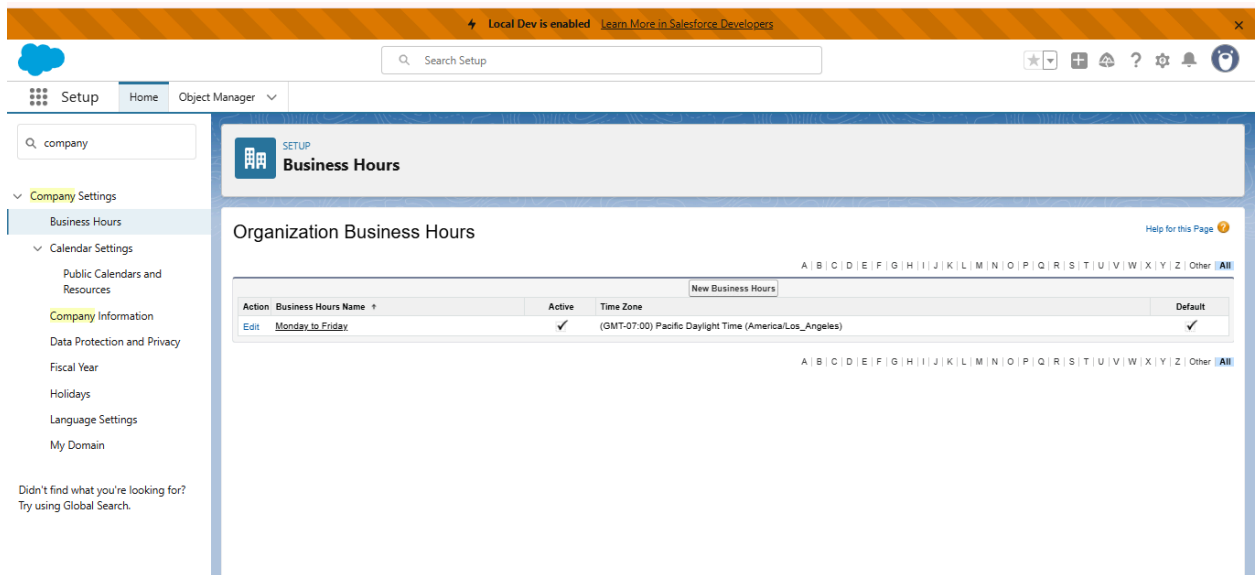 Local Dev is enabled Learn More in Salesforce Developers
Search Setup
Setup Home Object Manager
company
Company Settings
Business Hours
Calendar Settings
Public Calendars and
Resources
Company Information
Data Protection and Privacy
Fiscal Year
Holidays
Language Settings
My Domain
Didn't find what you're looking for?
Try using Global Search.
SETUP
Business Hours
Organization Business Hours
Help for this Page
A | B | C | D | E | F | G | H | I | J | K | L | M | N | O | P | Q | R | S | T | U | V | W | X | Y | Z | Other | All
New Business Hours
Action Business Hours Name ↑ Active Time Zone Default
Edit Monday to Friday ✓ (GMT-07:00) Pacific Daylight Time (America/Los_Angeles) ✓
A | B | C | D | E | F | G | H | I | J | K | L | M | N | O | P | Q | R | S | T | U | V | W | X | Y | Z | Other | All